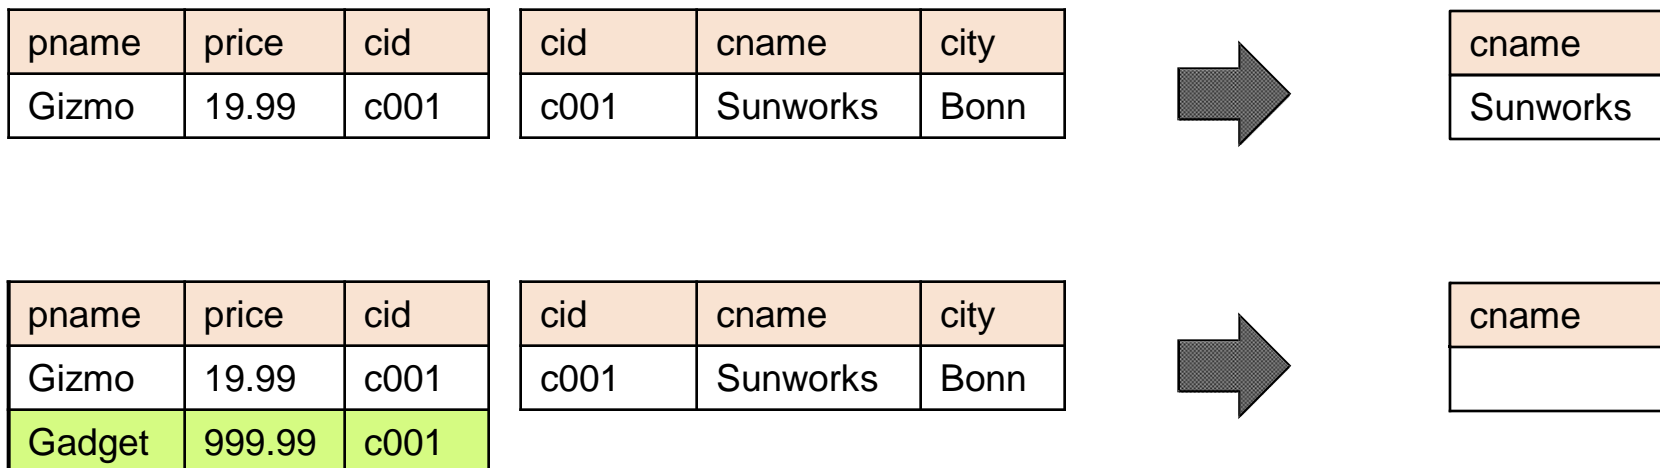 pname price cid cid cname city cname
Gizmo 19.99 c001 c001 Sunworks Bonn Sunworks
pname price cid cid cname city cname
Gizmo 19.99 c001 c001 Sunworks Bonn
Gadget 999.99 c001